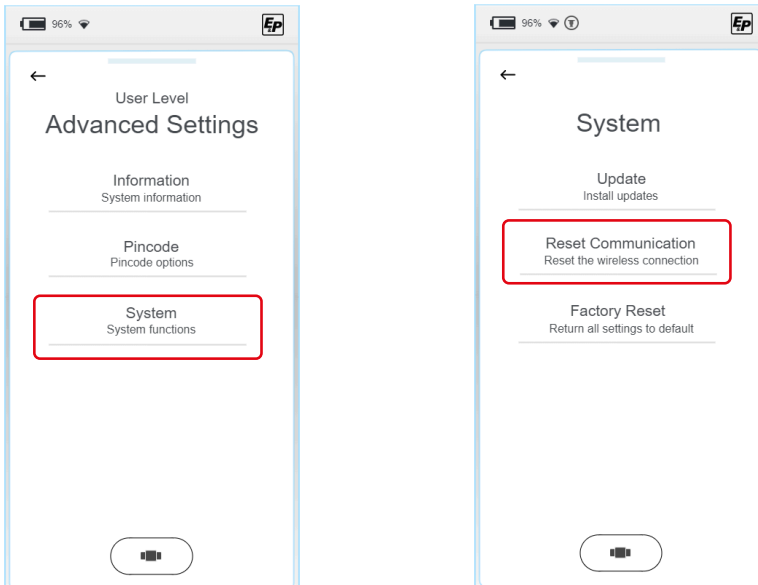 96%
EP
User Level
Advanced Settings
Information
System information
Pincode
Pincode options
System
System functions
96% T
EP
System
Update
Install updates
Reset Communication
Reset the wireless connection
Factory Reset
Return all settings to default